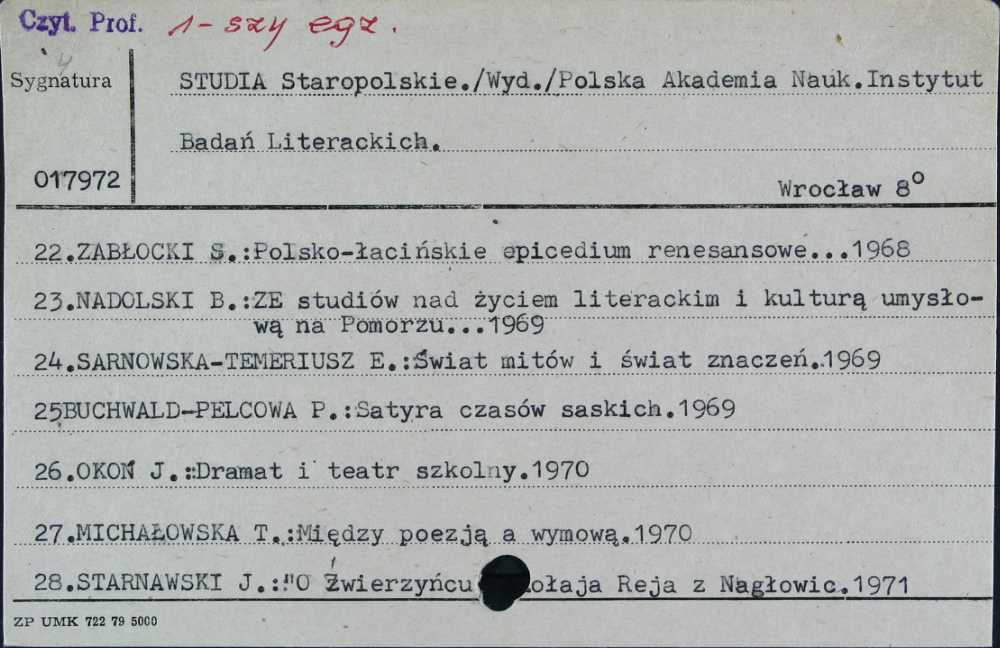 Czyt. Prof. 1-szy egz.
Sygnatura
STUDIA Staropolskie./Wyd./Polska Akademia Nauk.Instytut
Badań Literackich.
017972
Wrocław 8°
22.ZABŁOCKI S.:Polsko-łacińskie epicedium renesansowe...1968
23.NADOLSKI B.:ZE studiów nad życiem literackim i kulturą umysło-
wą na Pomorzu...1969
24.SARNOWSKA-TEMERIUSZ E.:Świat mitów i świat znaczeń..1969
25BUCHWALD-PELCOWA P.:Satyra czasów saskich.1969
26.OKOŃ J.:Dramat i teatr szkolny.1970
27.MICHAŁOWSKA T.:Między poezją a wymową.1970
28.STARNAWSKI J.:"O Źwierzyńcu ołaja Reja z Nagłowic.1971
ZP UMK 722 79 5000